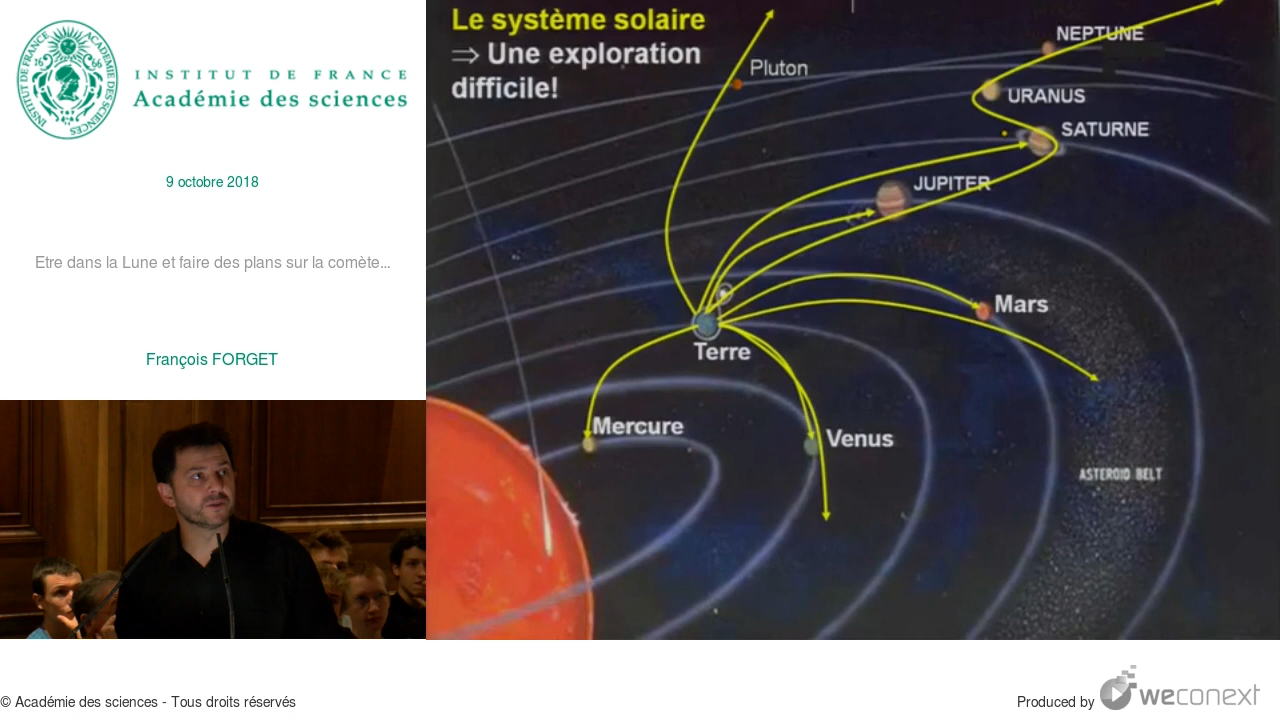 INSTITUT DE FRANCE
Académie des sciences
9 octobre 2018
Etre dans la Lune et faire des plans sur la comète...
François FORGET
Le système solaire
⇒ Une exploration
difficile!
NEPTUNE
Pluton
URANUS
SATURNE
JUPITER
Mars
Terre
Mercure
Venus
ASTEROID BELT
© Académie des sciences - Tous droits réservés
Produced by weconext